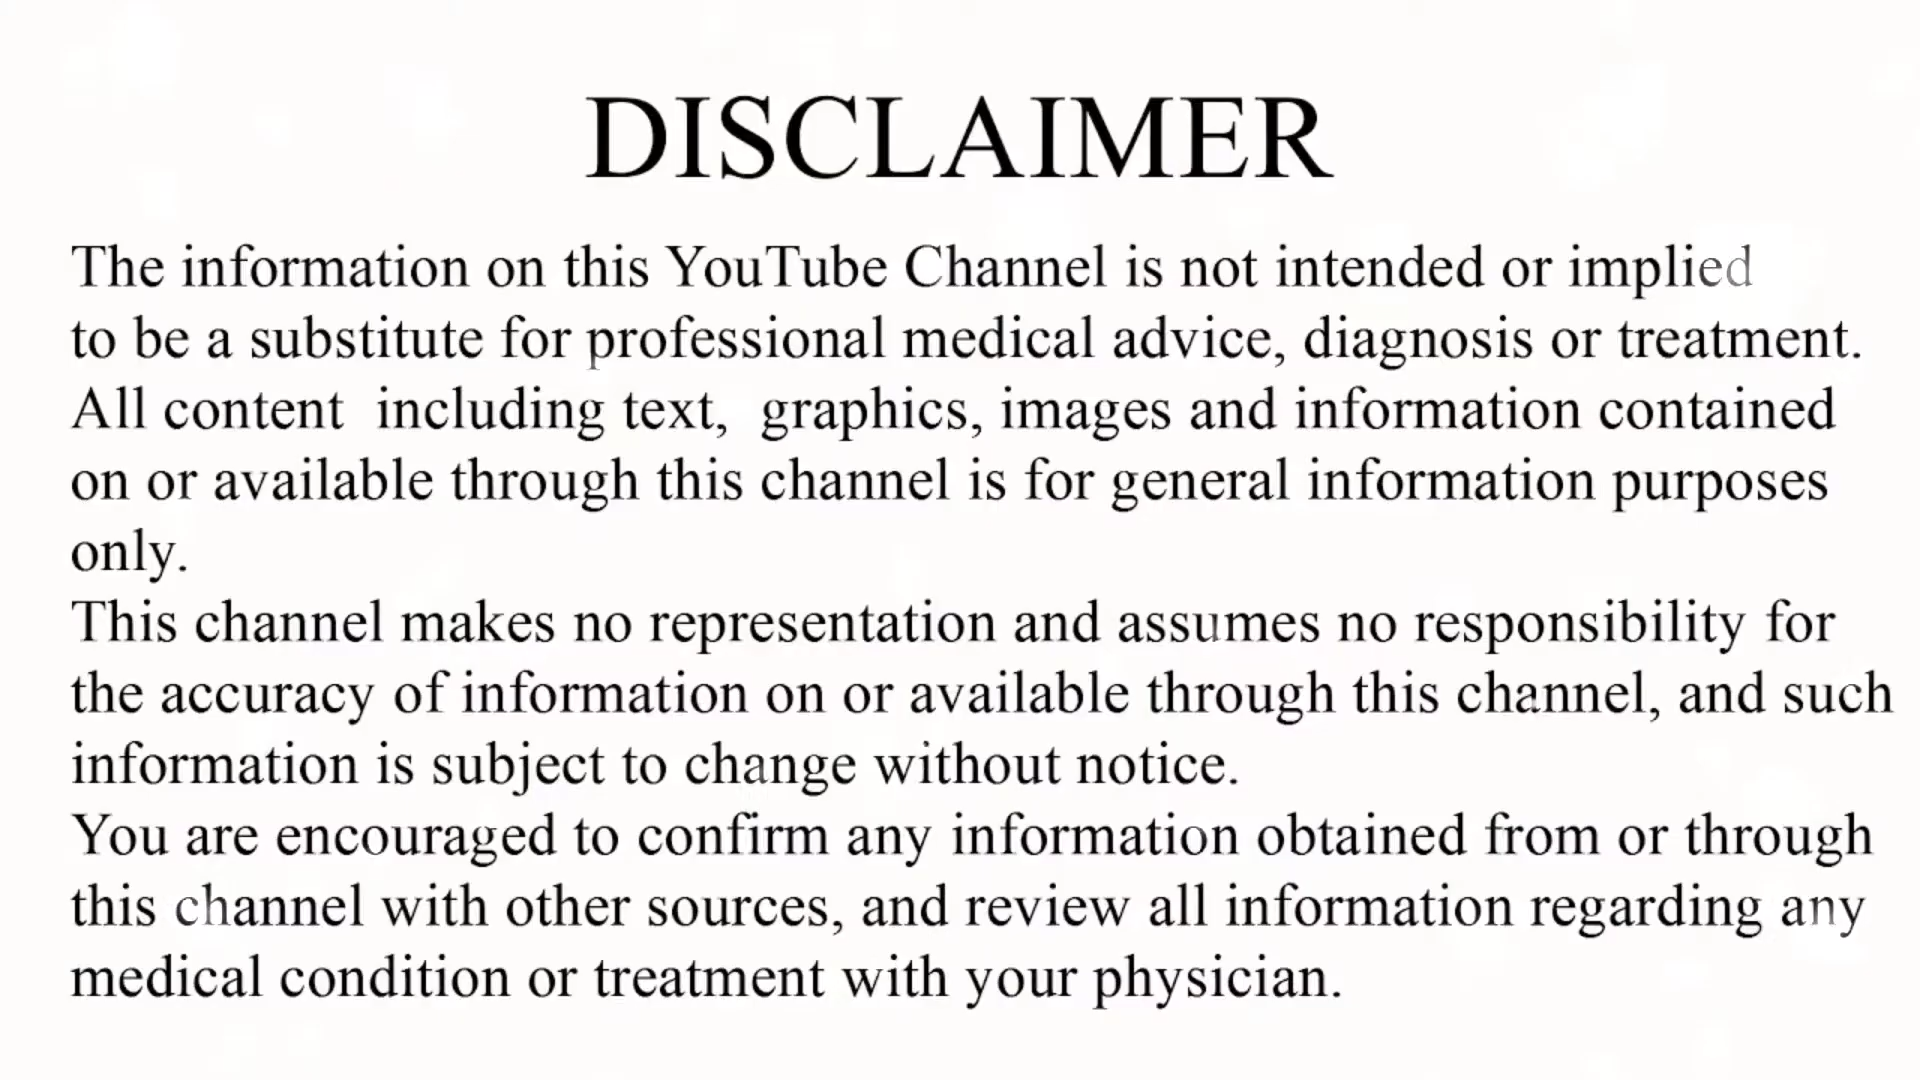 DISCLAIMER
The information on this YouTube Channel is not intended or implied
to be a substitute for professional medical advice, diagnosis or treatment.
All content  including text,  graphics, images and information contained
on or available through this channel is for general information purposes
only.
This channel makes no representation and assumes no responsibility for
the accuracy of information on or available through this channel, and such
information is subject to change without notice.
You are encouraged to confirm any information obtained from or through
this channel with other sources, and review all information regarding any
medical condition or treatment with your physician.